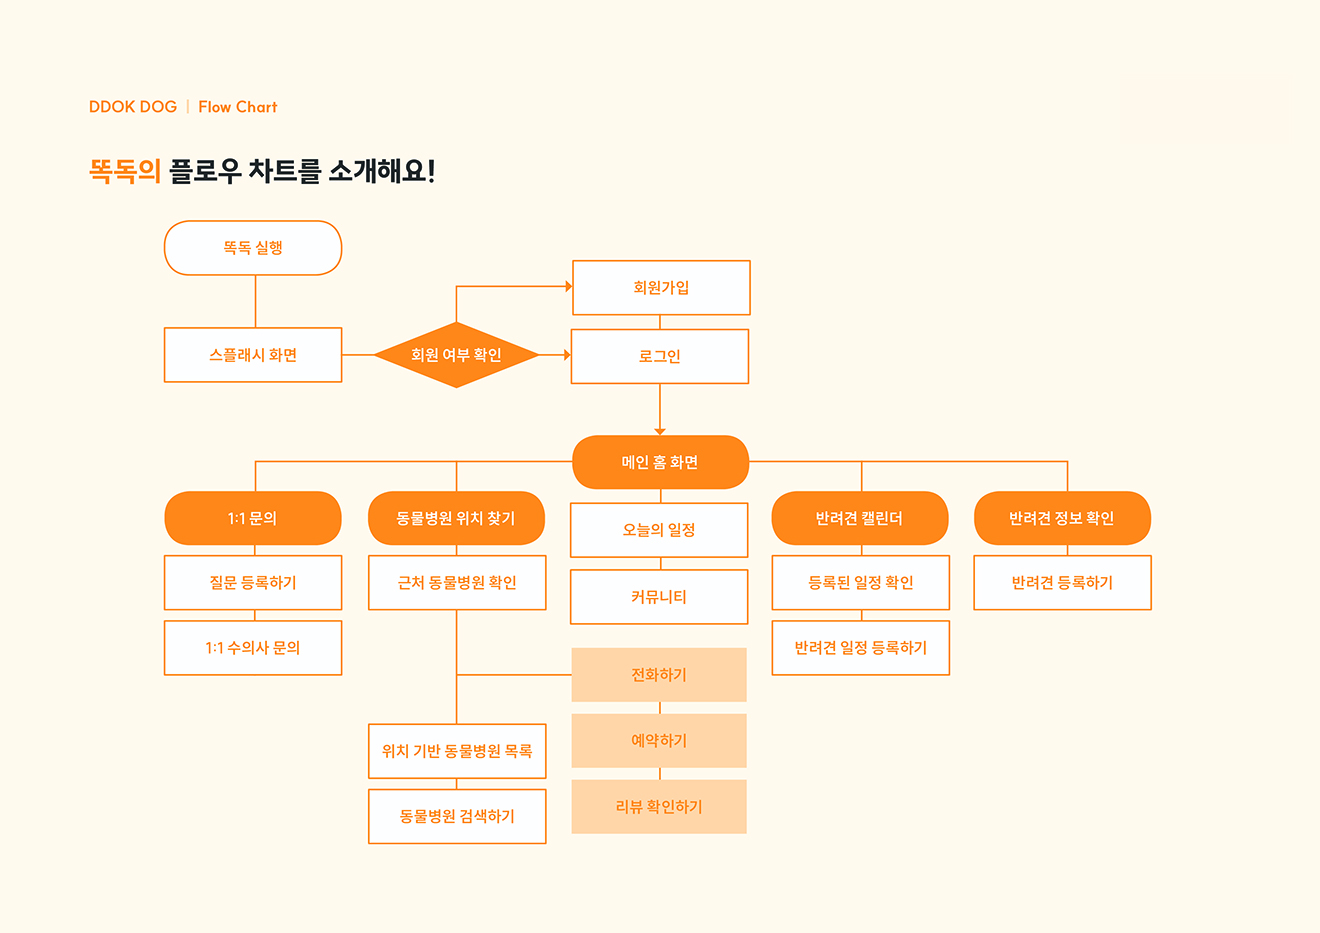 DDOK DOG | Flow Chart
똑독의 플로우 차트를 소개해요!
똑독 실행
스플래시 화면
회원 여부 확인
회원가입
로그인
메인 홈 화면
1:1 문의
질문 등록하기
1:1 수의사 문의
동물병원 위치 찾기
근처 동물병원 확인
위치 기반 동물병원 목록
동물병원 검색하기
오늘의 일정
커뮤니티
전화하기
예약하기
리뷰 확인하기
반려견 캘린더
등록된 일정 확인
반려견 일정 등록하기
반려견 정보 확인
반려견 등록하기